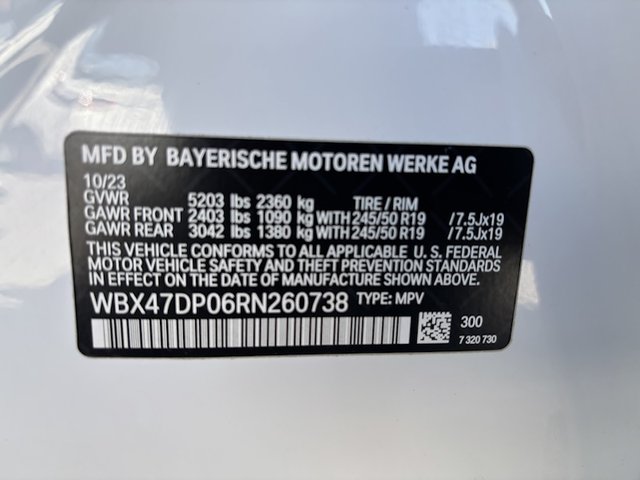 MFD BY BAYERISCHE MOTOREN WERKE AG
10/23
GVWR 5203 lbs 2360 kg TIRE / RIM
GAWR FRONT 2403 lbs 1090 kg WITH 245/50 R19 /7.5Jx19
GAWR REAR 3042 lbs 1380 kg WITH 245/50 R19 /7.5Jx19
THIS VEHICLE CONFORMS TO ALL APPLICABLE U. S. FEDERAL
MOTOR VEHICLE SAFETY AND THEFT PREVENTION STANDARDS
IN EFFECT ON THE DATE OF MANUFACTURE SHOWN ABOVE.
WBX47DP06RN260738 TYPE: MPV
300
7 320 730